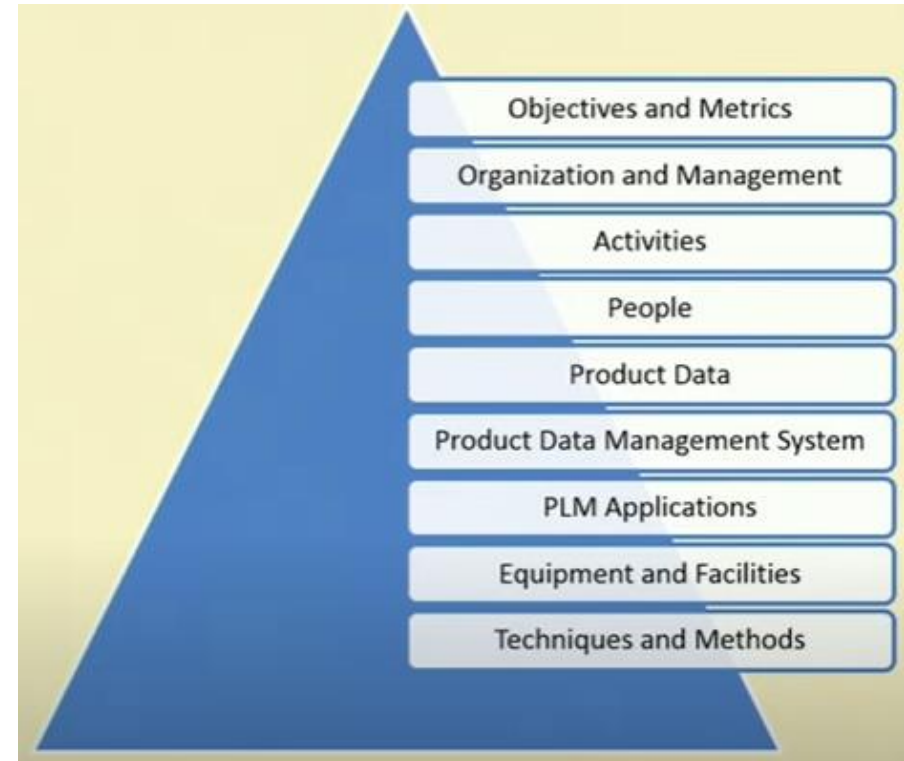 Objectives and Metrics
Organization and Management
Activities
People
Product Data
Product Data Management System
PLM Applications
Equipment and Facilities
Techniques and Methods